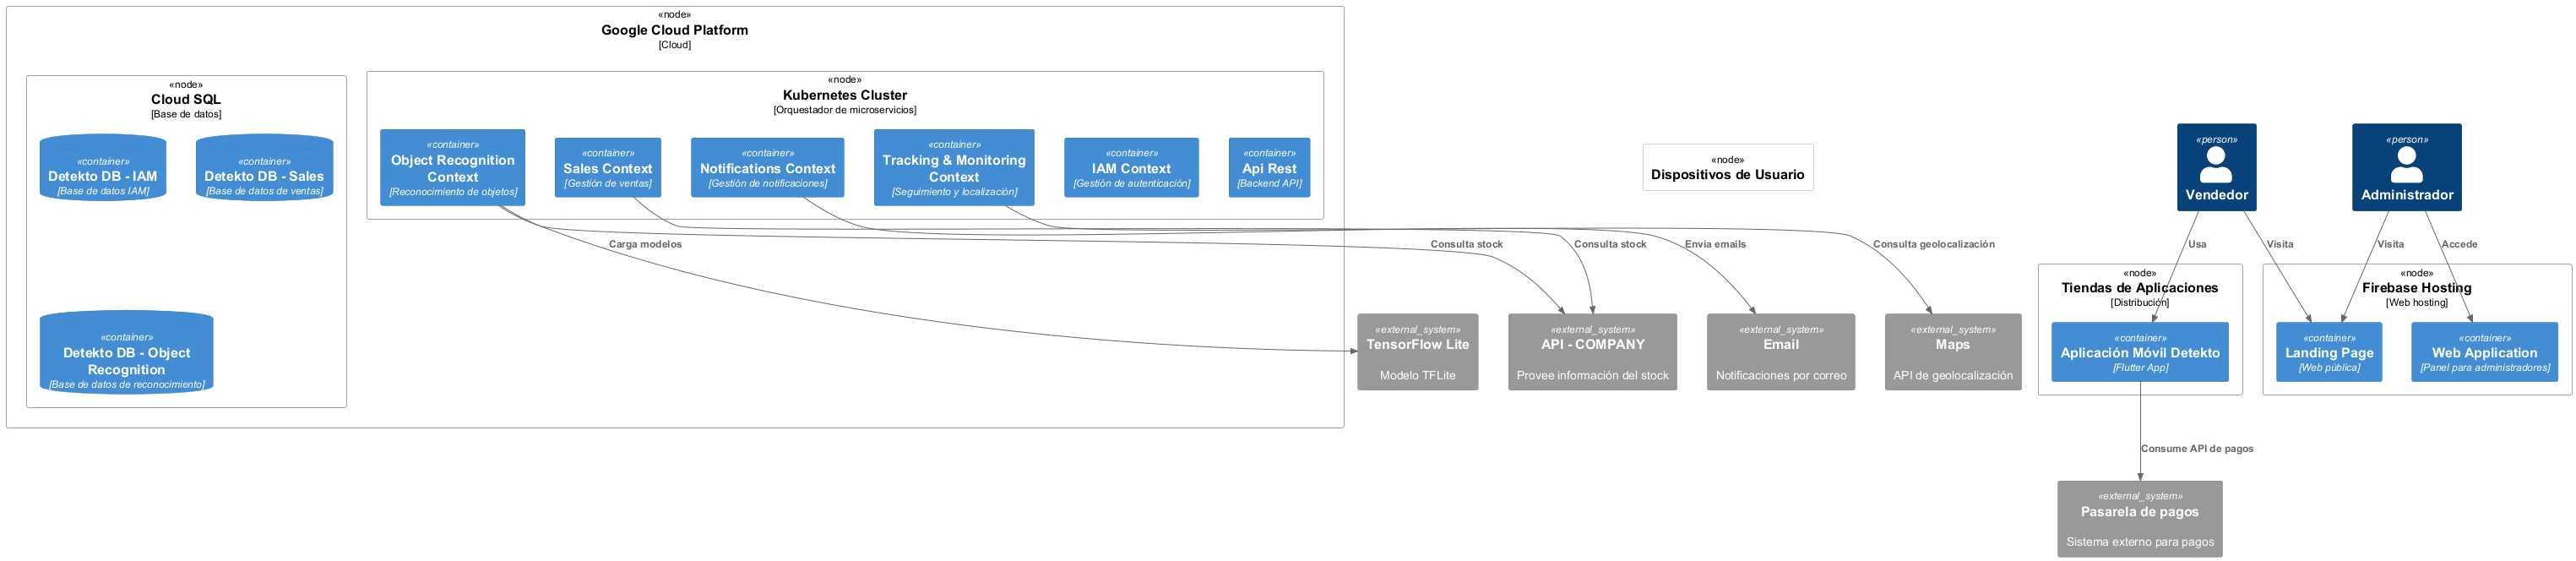 «node»
Google Cloud Platform
[Cloud]
«node»
Cloud SQL
[Base de datos]
«container»
Detekto DB - IAM
[Base de datos IAM]
«container»
Detekto DB - Sales
[Base de datos de ventas]
«container»
Detekto DB - Object
Recognition
[Base de datos de reconocimiento]
«node»
Kubernetes Cluster
[Orquestador de microservicios]
«container»
Object Recognition
Context
[Reconocimiento de objetos]
«container»
Sales Context
[Gestión de ventas]
«container»
Notifications Context
[Gestión de notificaciones]
«container»
Tracking & Monitoring
Context
[Seguimiento y localización]
«container»
IAM Context
[Gestión de autenticación]
«container»
Api Rest
[Backend API]
«node»
Dispositivos de Usuario
«person»
Vendedor
«person»
Administrador
Carga modelos
Consulta stock
Consulta stock
Envía emails
Consulta geolocalización
Usa
Visita
Visita
Accede
«external_system»
TensorFlow Lite
Modelo TFLite
«external_system»
API - COMPANY
Provee información del stock
«external_system»
Email
Notificaciones por correo
«external_system»
Maps
API de geolocalización
«node»
Tiendas de Aplicaciones
[Distribución]
«container»
Aplicación Móvil Detekto
[Flutter App]
«node»
Firebase Hosting
[Web hosting]
«container»
Landing Page
[Web pública]
«container»
Web Application
[Panel para administradores]
Consume API de pagos
«external_system»
Pasarela de pagos
Sistema externo para pagos